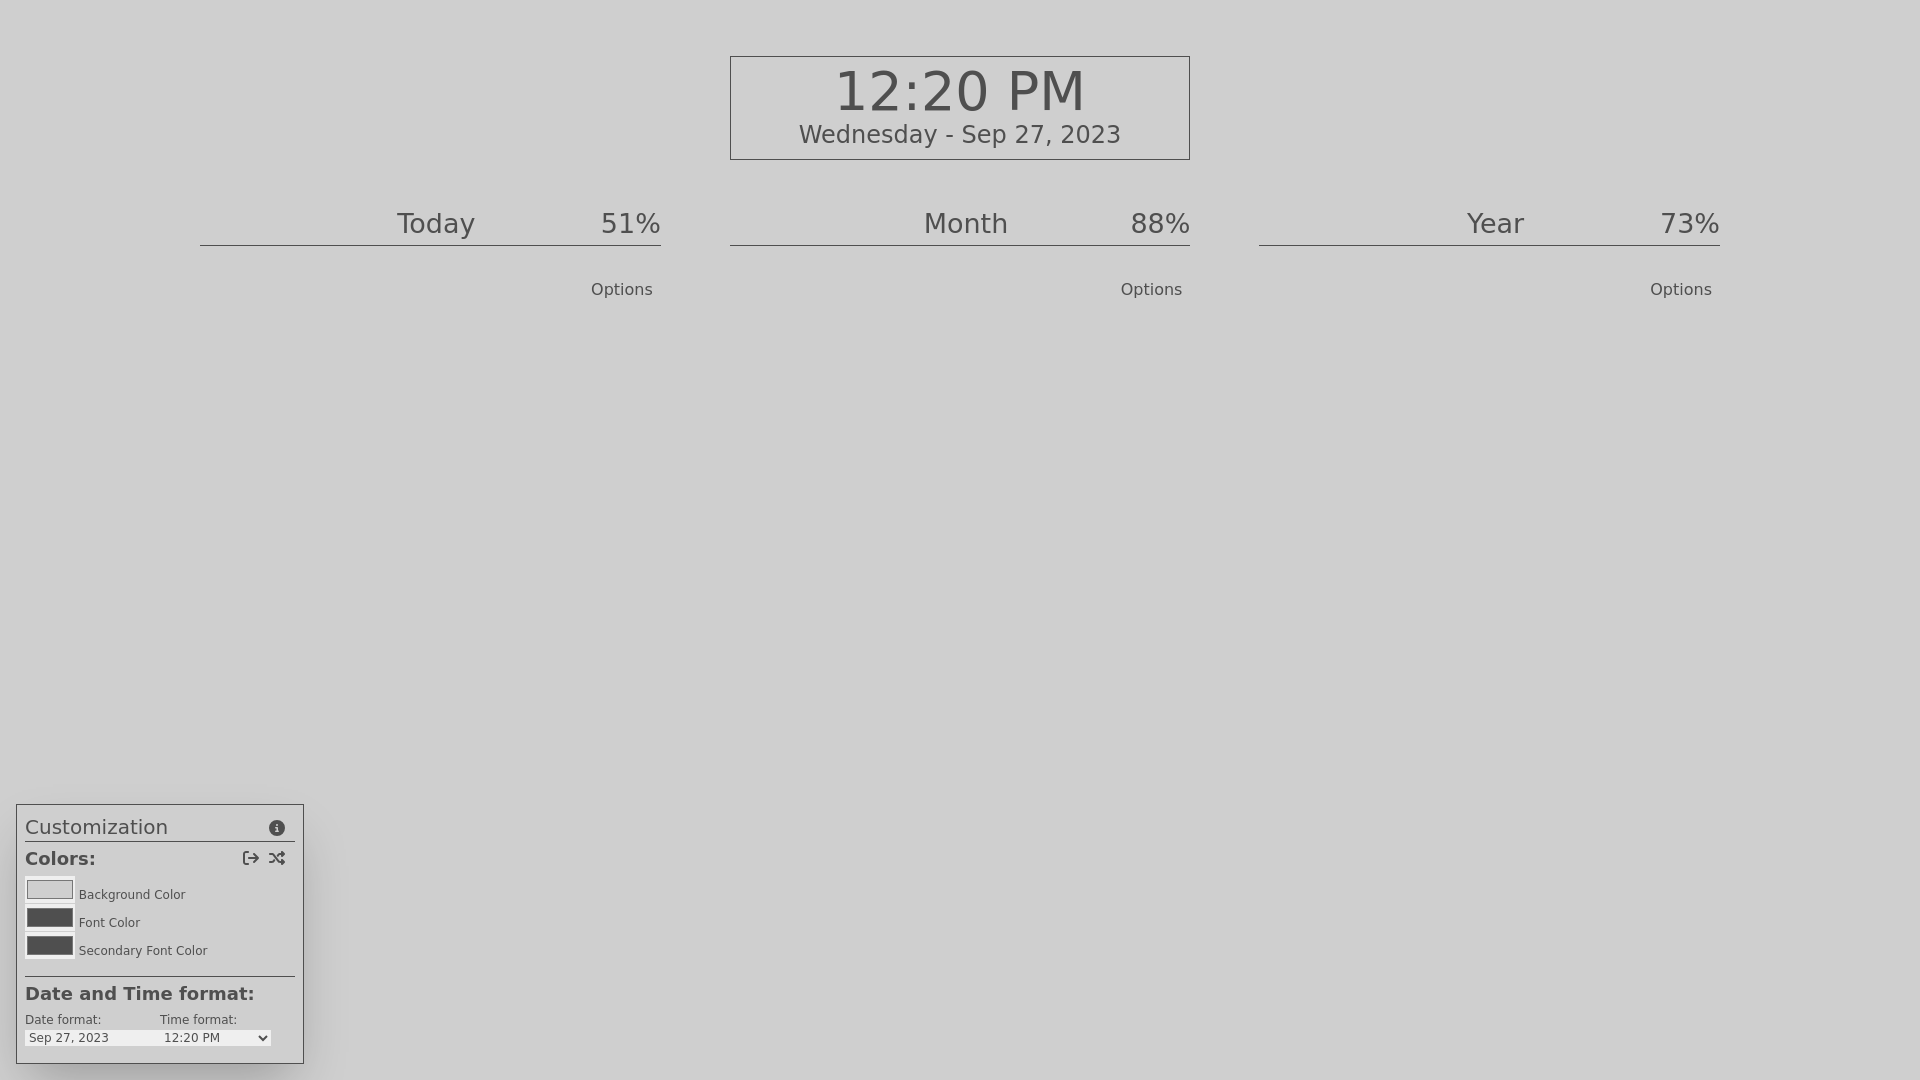 12:20 PM
Wednesday - Sep 27, 2023
Today 51%
Month 88%
Year 73%
Options
Options
Options
Customization
Colors:
Background Color
Font Color
Secondary Font Color
Date and Time format:
Date format: Time format:
Sep 27, 2023 12:20 PM